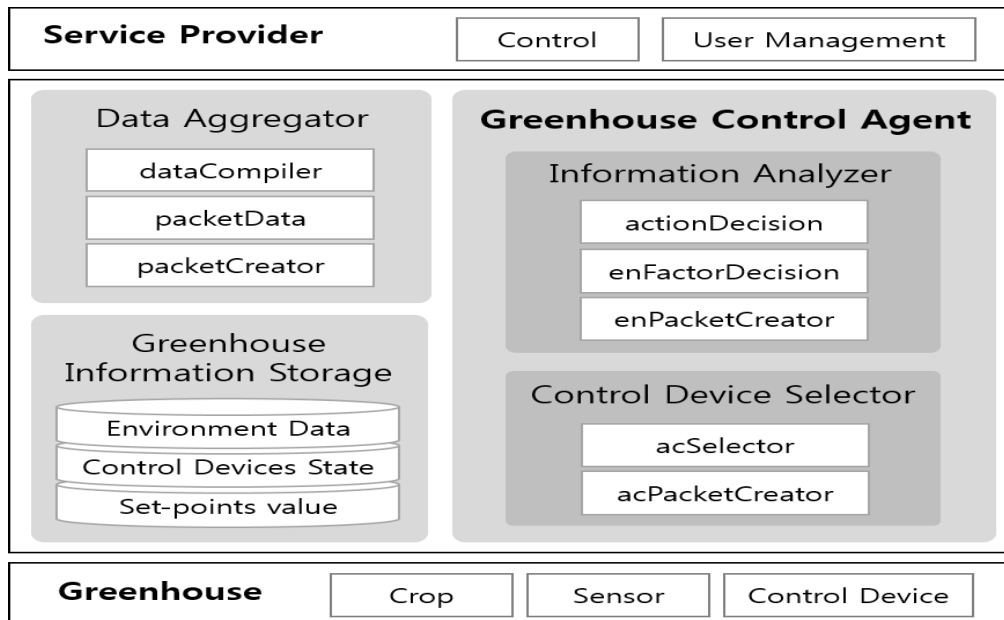 Service Provider
Control
User Management
Data Aggregator
dataCompiler
packetData
packetCreator
Greenhouse
Information Storage
Environment Data
Control Devices State
Set-points value
Greenhouse Control Agent
Information Analyzer
actionDecision
enFactorDecision
enPacketCreator
Control Device Selector
acSelector
acPacketCreator
Greenhouse
Crop
Sensor
Control Device